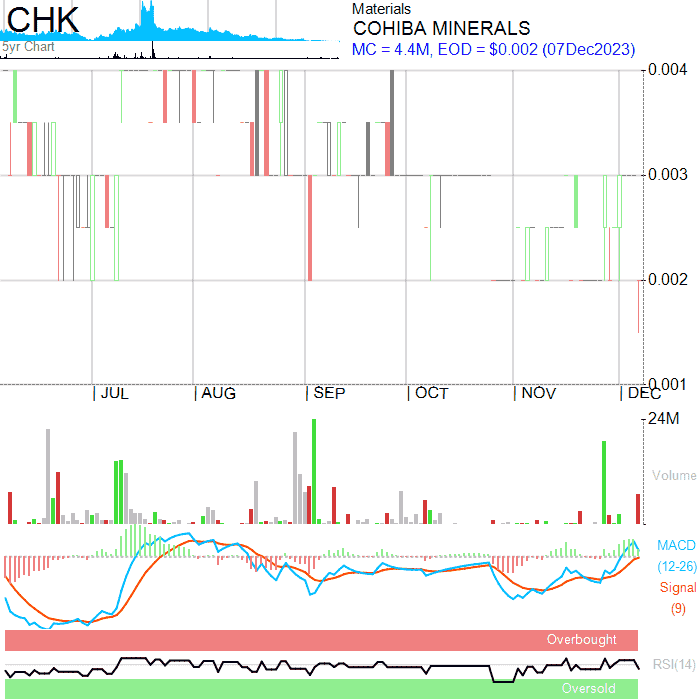 CHK
5yr Chart
Materials
COHIBA MINERALS
MC = 4.4M, EOD = $0.002 (07Dec2023)
0.004
0.003
0.002
0.001
JUL AUG SEP OCT NOV DEC
24M
Volume
MACD
(12-26)
Signal
(9)
Overbought
RSI(14)
Oversold